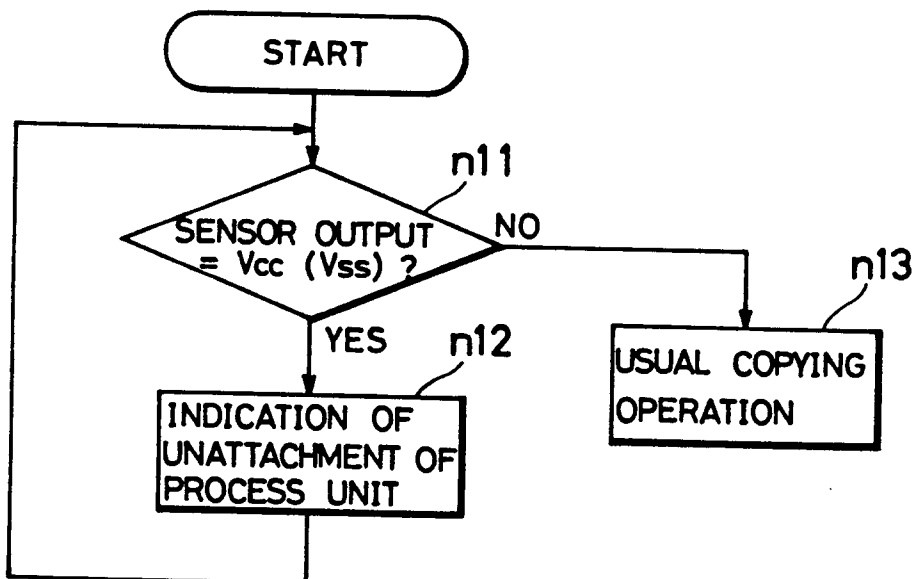 START
n11
SENSOR OUTPUT
= Vcc (Vss) ?
NO
YES
n12
INDICATION OF
UNATTACHMENT OF
PROCESS UNIT
n13
USUAL COPYING
OPERATION